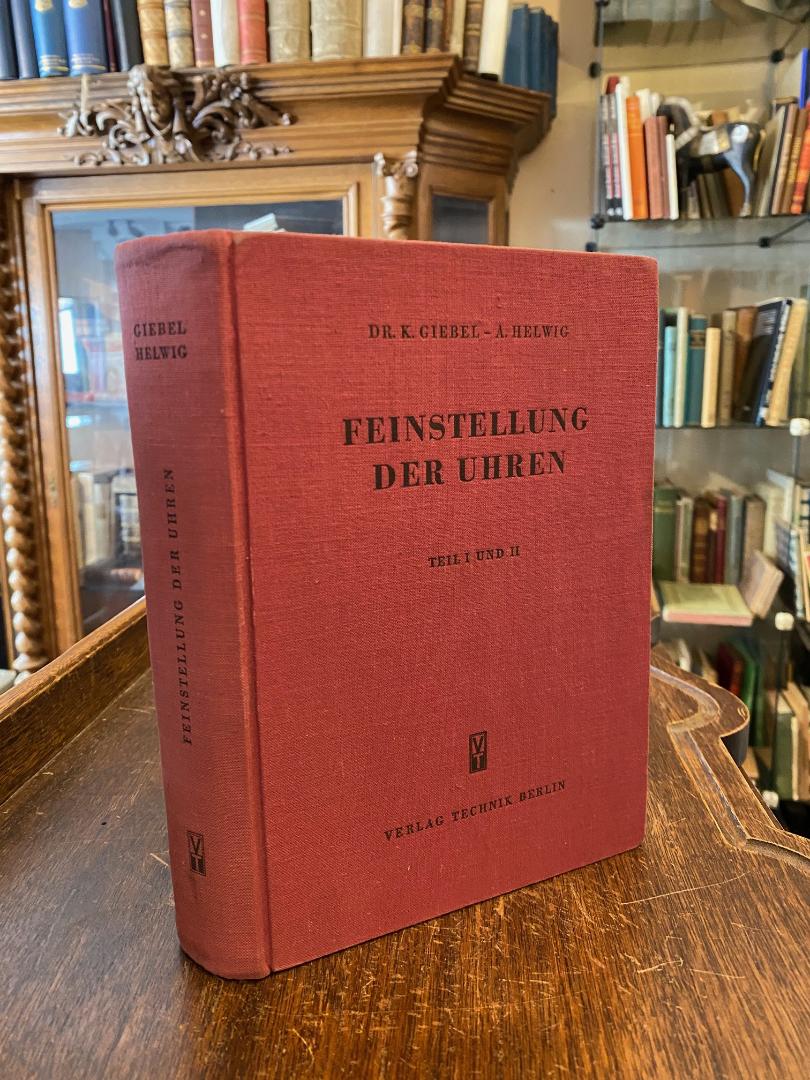 GIEBEL
HELWIG
FEINSTELLUNG DER UHREN
VT
DR. K. GIEBEL – A. HELWIG
FEINSTELLUNG
DER UHREN
TEIL I UND II
VT
VERLAG TECHNIK BERLIN